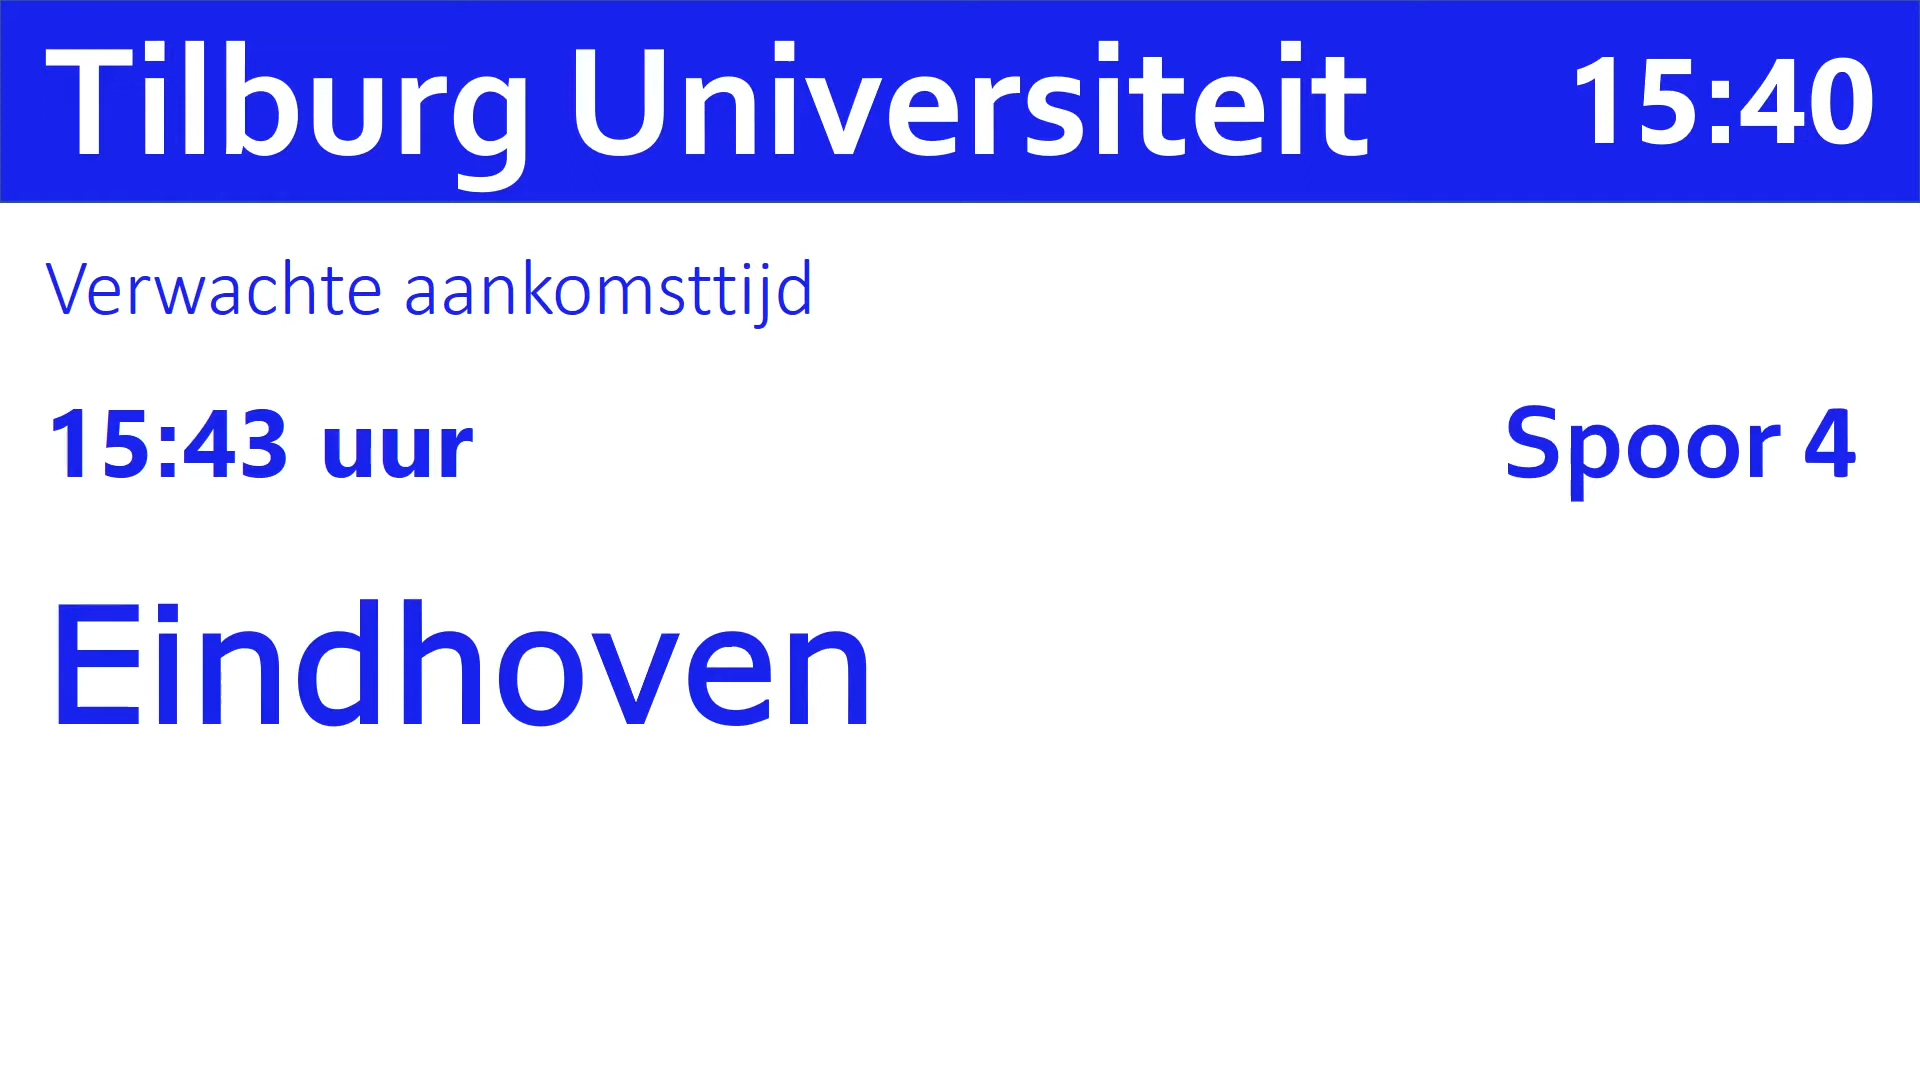 Tilburg Universiteit 15:40
Verwachte aankomsttijd
15:43 uur Spoor 4
Eindhoven